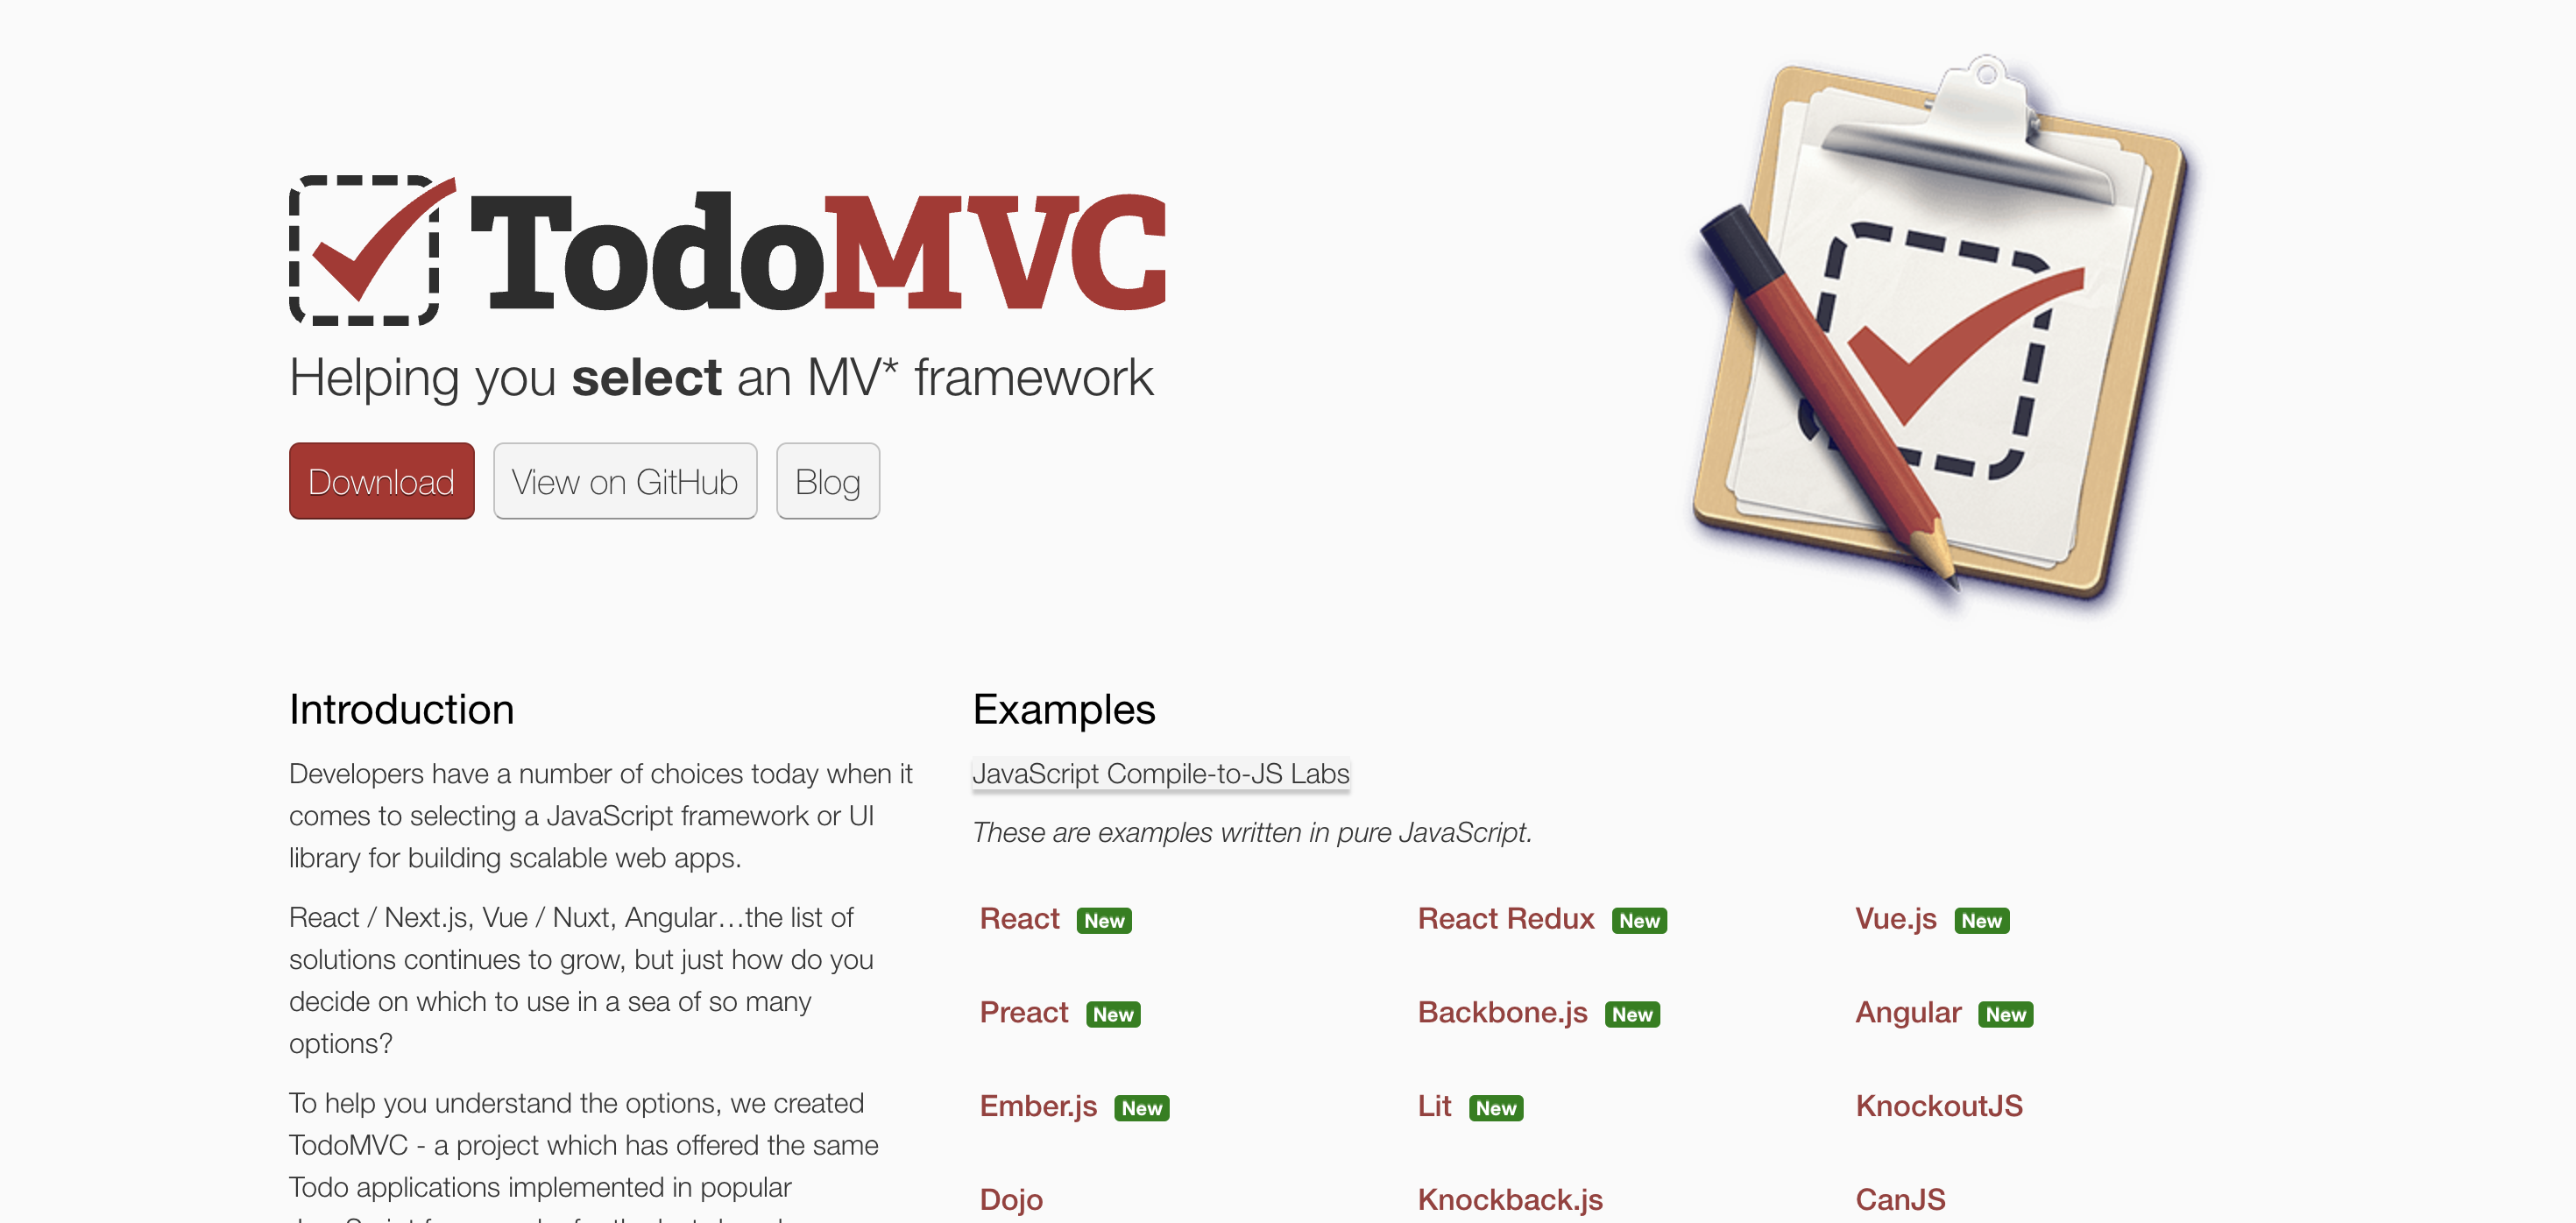 TodoMVC
Helping you select an MV* framework
Download
View on GitHub
Blog
Introduction
Developers have a number of choices today when it
comes to selecting a JavaScript framework or UI
library for building scalable web apps.
React / Next.js, Vue / Nuxt, Angular…the list of
solutions continues to grow, but just how do you
decide on which to use in a sea of so many
options?
To help you understand the options, we created
TodoMVC - a project which has offered the same
Todo applications implemented in popular
Examples
JavaScript Compile-to-JS Labs
These are examples written in pure JavaScript.
React New
React Redux New
Vue.js New
Preact New
Backbone.js New
Angular New
Ember.js New
Lit New
KnockoutJS
Dojo
Knockback.js
CanJS